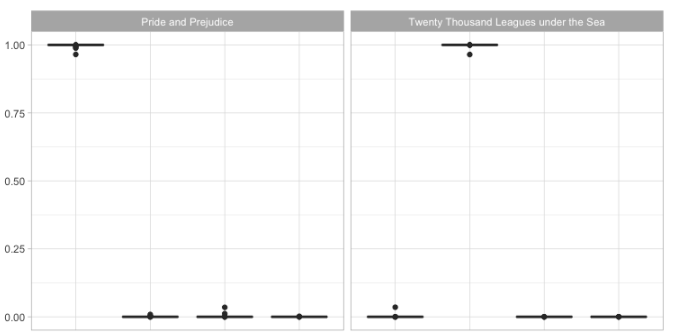 Pride and Prejudice
Twenty Thousand Leagues under the Sea
1.00
0.75
0.50
0.25
0.00